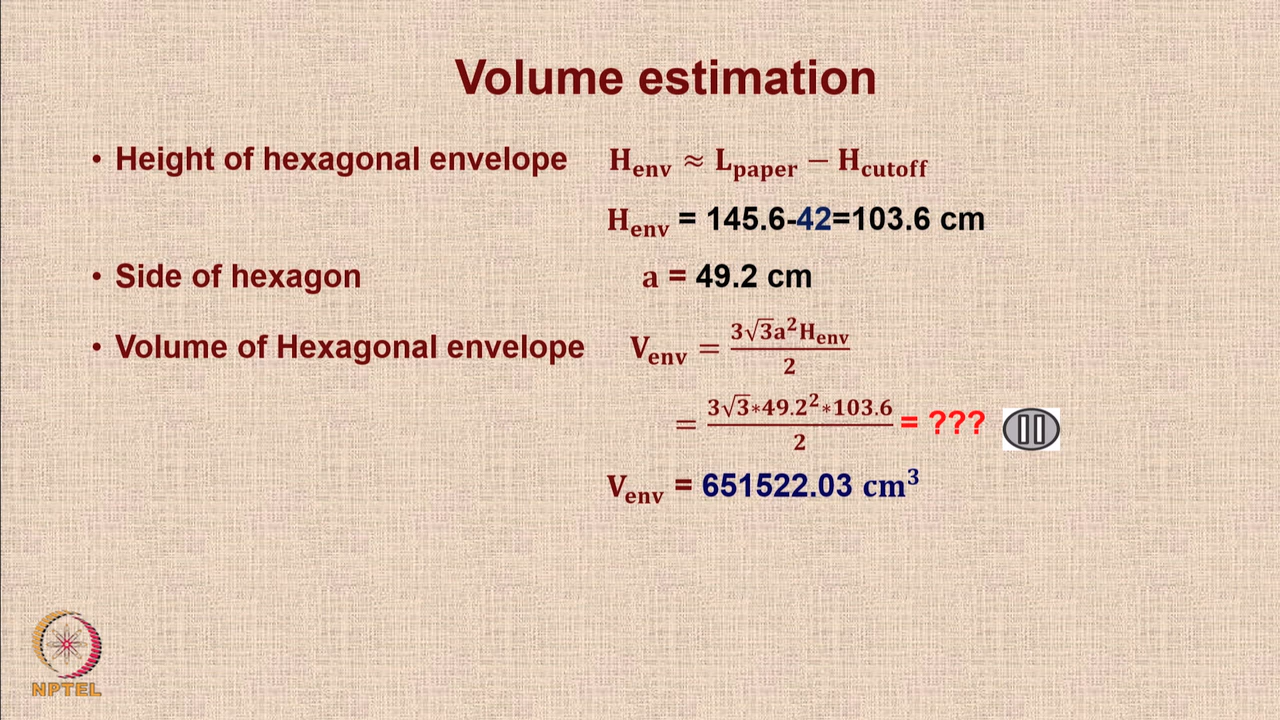 Volume estimation
• Height of hexagonal envelope H_env ≈ L_paper − H_cutoff
H_env = 145.6-42=103.6 cm
• Side of hexagon a = 49.2 cm
• Volume of Hexagonal envelope V_env = 3√3a²H_env / 2
= 3√3∗49.2²∗103.6 / 2 = ???
V_env = 651522.03 cm³
NPTEL